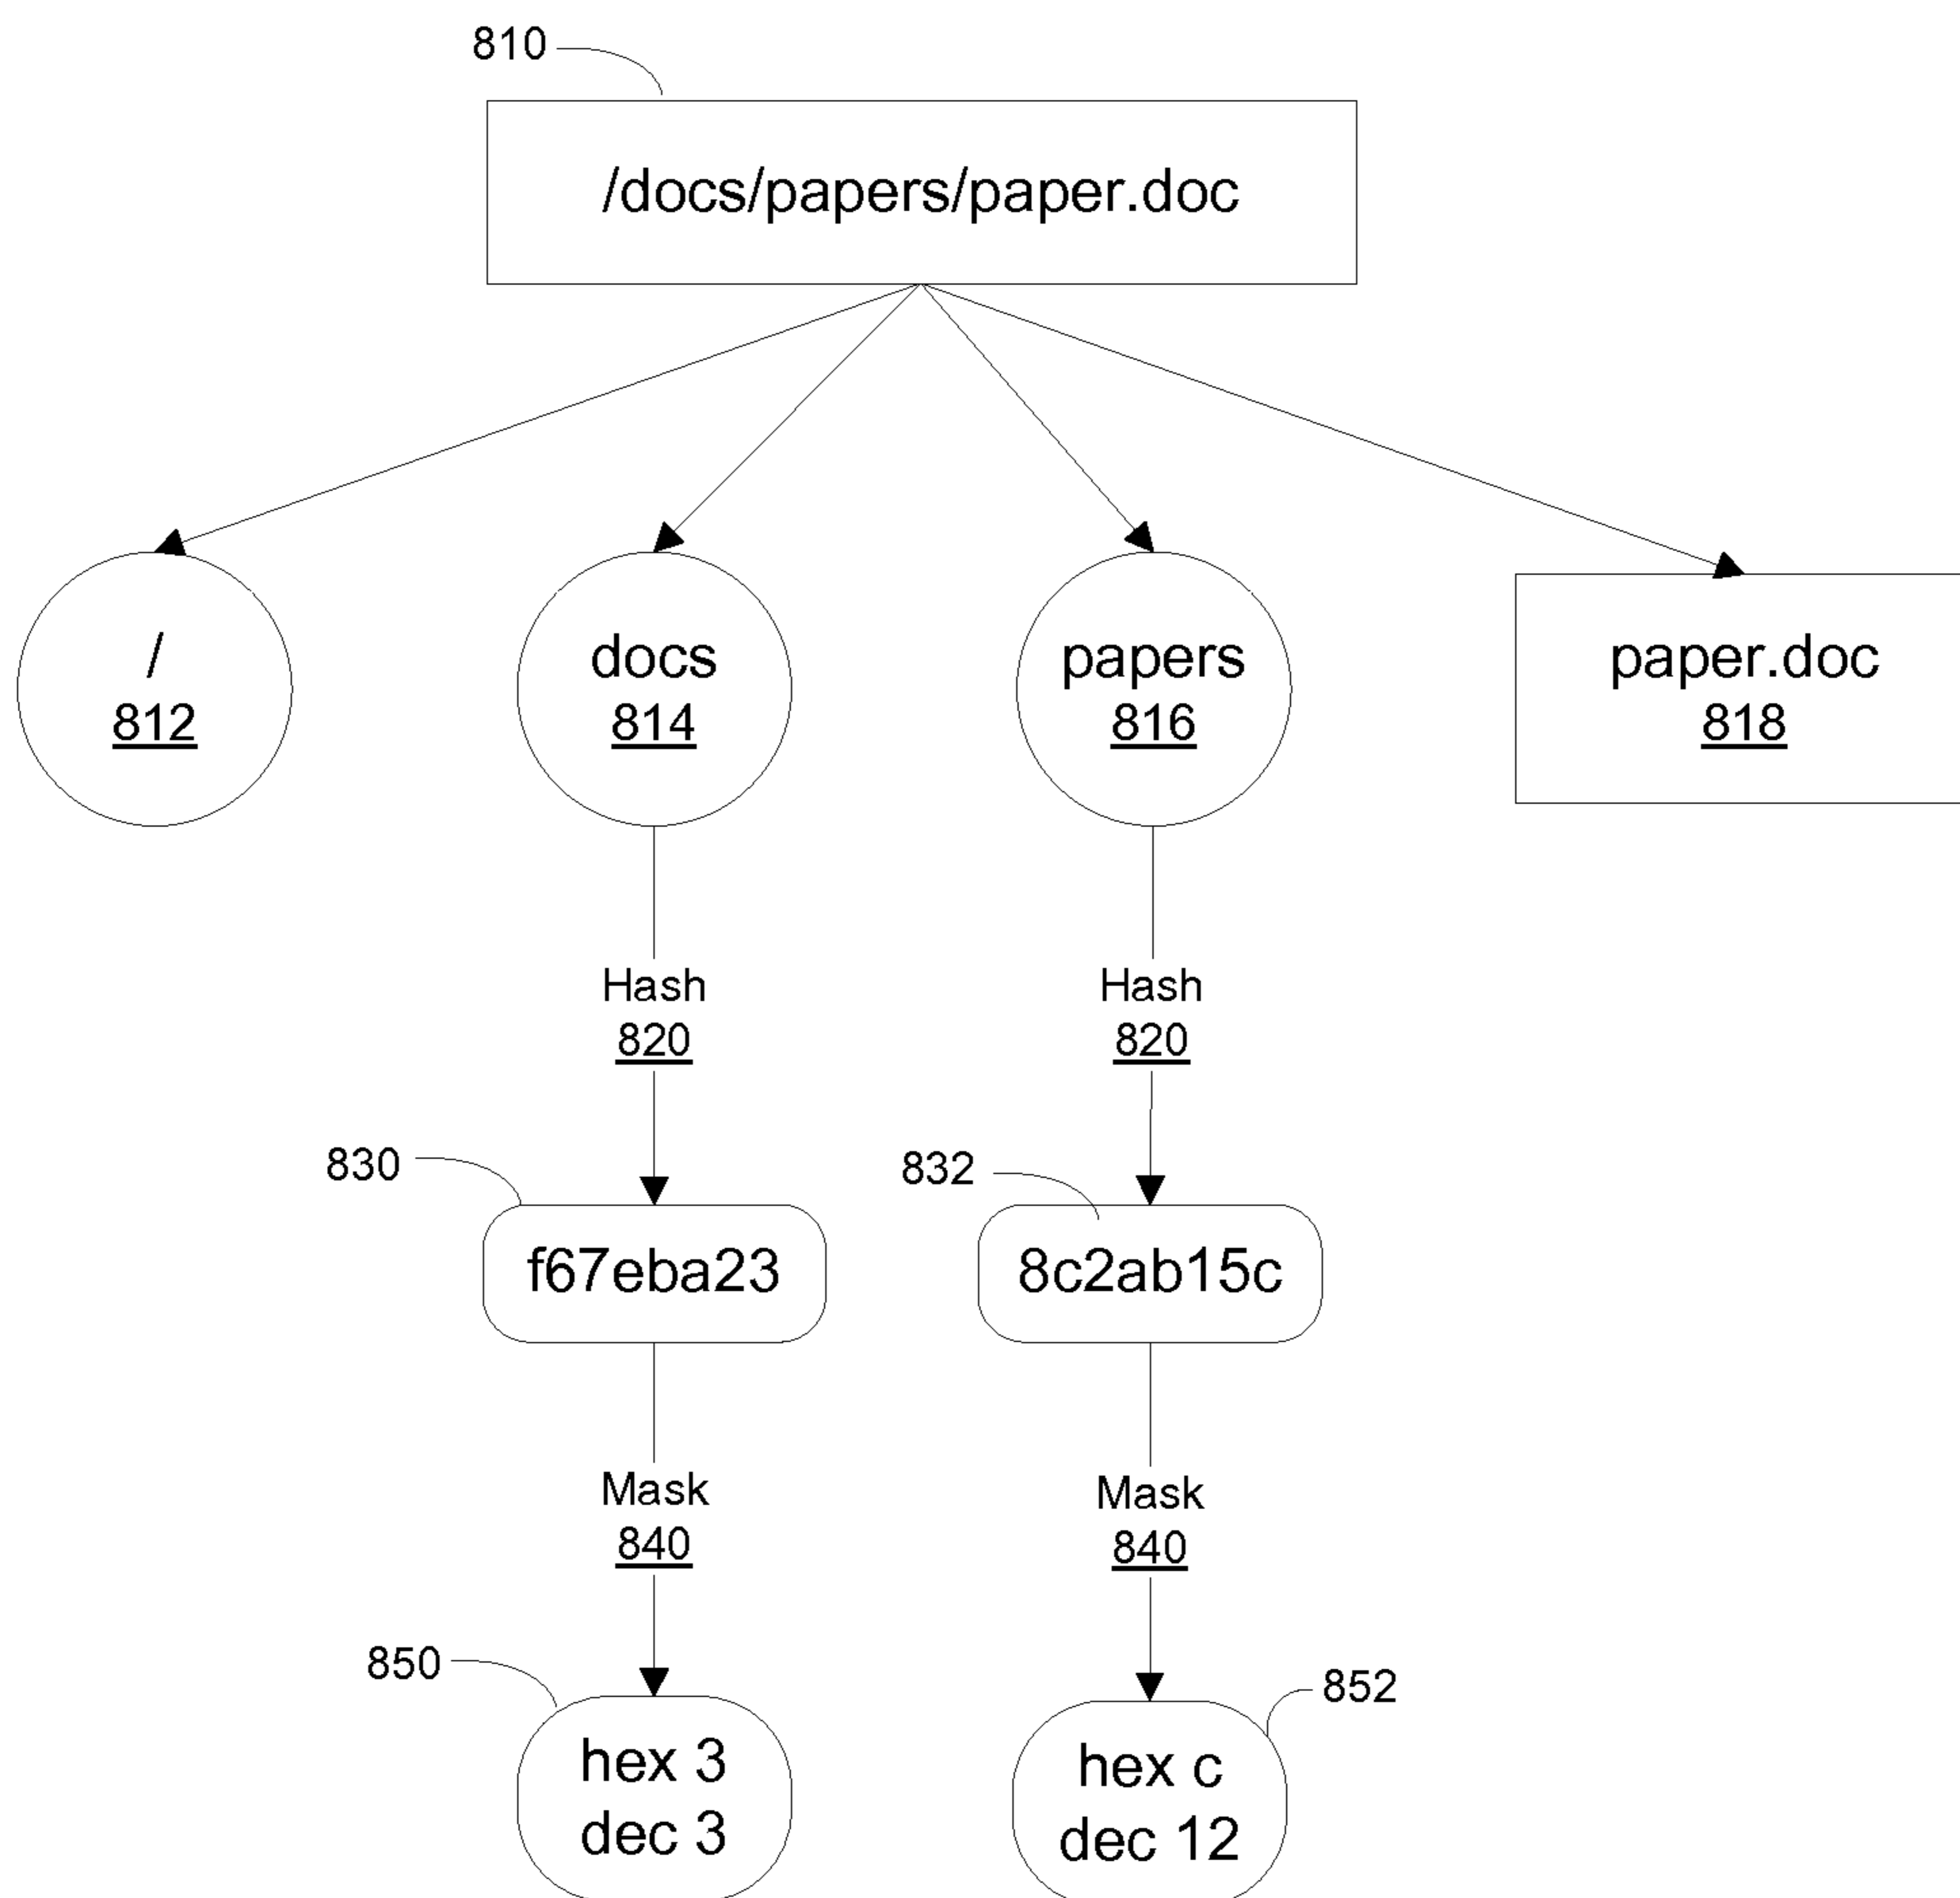 810
/docs/papers/paper.doc
/
812
docs
814
papers
816
paper.doc
818
Hash
820
Hash
820
830
832
f67eba23
8c2ab15c
Mask
840
Mask
840
850
852
hex 3
dec 3
hex c
dec 12